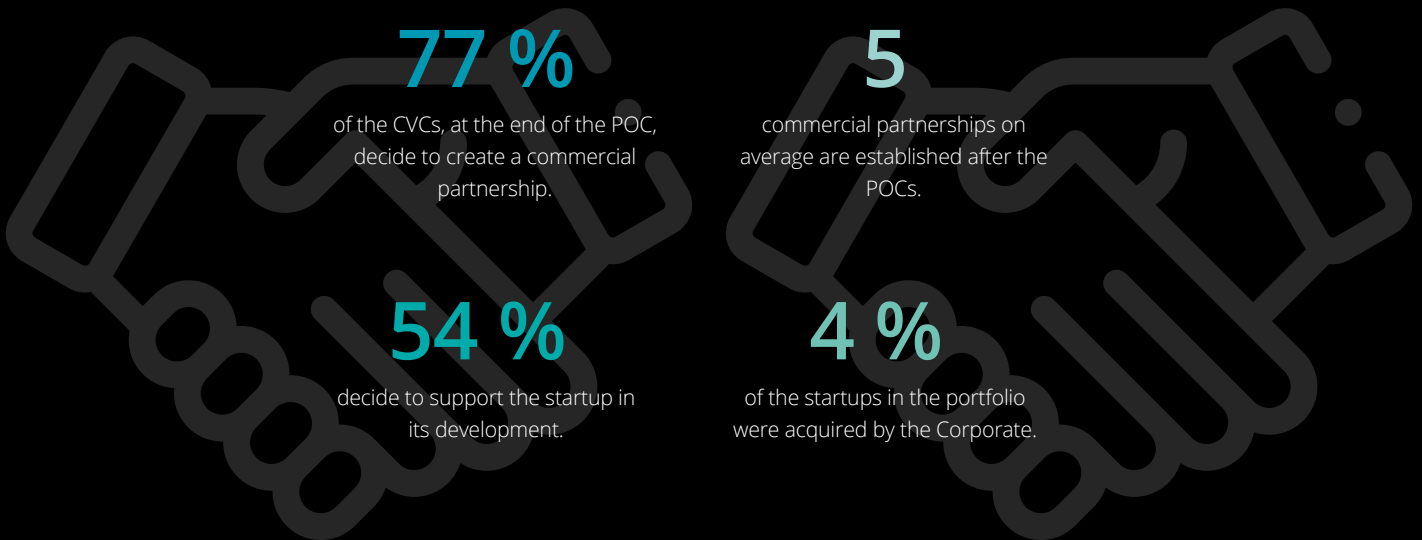 77 %
of the CVCs, at the end of the POC,
decide to create a commercial
partnership.
5
commercial partnerships on
average are established after the
POCs.
54 %
decide to support the startup in
its development.
4 %
of the startups in the portfolio
were acquired by the Corporate.